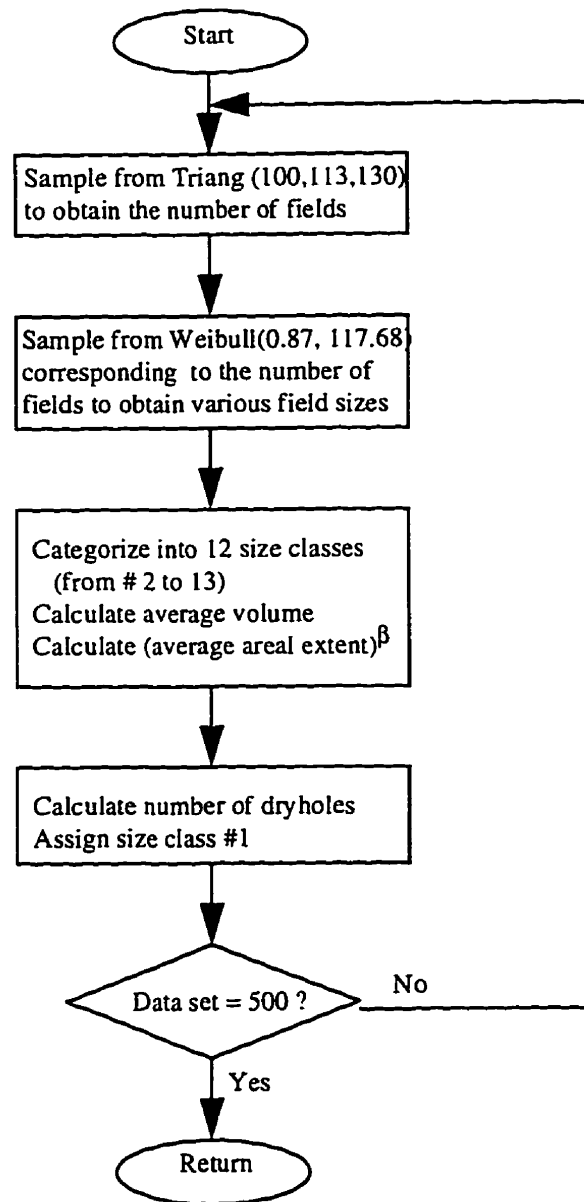 Start
Sample from Triang (100,113,130)
to obtain the number of fields
Sample from Weibull(0.87, 117.68)
corresponding to the number of
fields to obtain various field sizes
Categorize into 12 size classes
(from # 2 to 13)
Calculate average volume
Calculate (average areal extent)β
Calculate number of dryholes
Assign size class #1
Data set = 500 ?
No
Yes
Return